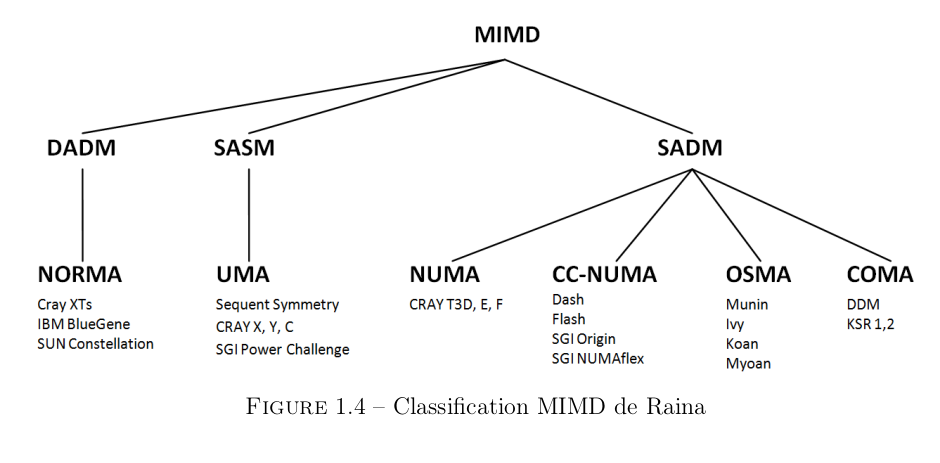 MIMD
DADM
SASM
SADM
NORMA
Cray XTs
IBM BlueGene
SUN Constellation
UMA
Sequent Symmetry
CRAY X, Y, C
SGI Power Challenge
NUMA
CRAY T3D, E, F
CC-NUMA
Dash
Flash
SGI Origin
SGI NUMAflex
OSMA
Munin
Ivy
Koan
Myoan
COMA
DDM
KSR 1,2
FIGURE 1.4 – Classification MIMD de Raina